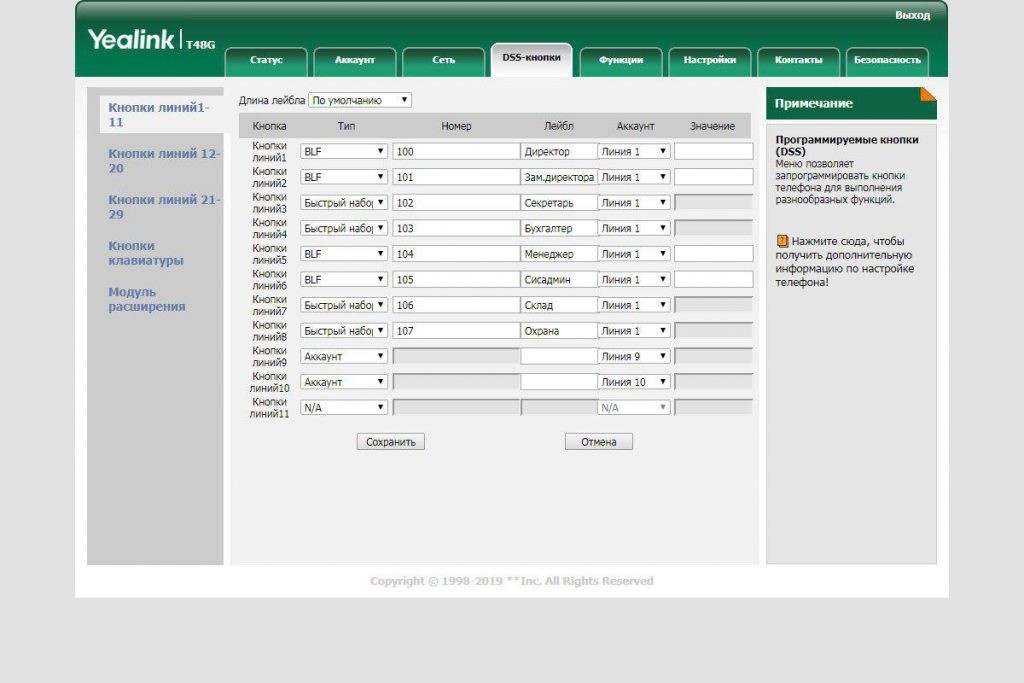 Выход
Yealink T48G
Статус Аккаунт Сеть DSS-кнопки Функции Настройки Контакты Безопасность
Кнопки линий1-
11
Кнопки линий 12-
20
Кнопки линий 21-
29
Кнопки
клавиатуры
Модуль
расширения
Длина лейбла По умолчанию
Кнопка Тип Номер Лейбл Аккаунт Значение
Кнопки
линий1 BLF 100 Директор Линия 1
Кнопки
линий2 BLF 101 Зам.директора Линия 1
Кнопки
линий3 Быстрый набор 102 Секретарь Линия 1
Кнопки
линий4 Быстрый набор 103 Бухгалтер Линия 1
Кнопки
линий5 BLF 104 Менеджер Линия 1
Кнопки
линий6 BLF 105 Сисадмин Линия 1
Кнопки
линий7 Быстрый набор 106 Склад Линия 1
Кнопки
линий8 Быстрый набор 107 Охрана Линия 1
Кнопки
линий9 Аккаунт Линия 9
Кнопки
линий10 Аккаунт Линия 10
Кнопки
линий11 N/A N/A
Сохранить Отмена
Примечание
Программируемые кнопки
(DSS)
Меню позволяет
запрограммировать кнопки
телефона для выполнения
разнообразных функций.
Нажмите сюда, чтобы
получить дополнительную
информацию по настройке
телефона!
Copyright © 1998-2019 **Inc. All Rights Reserved